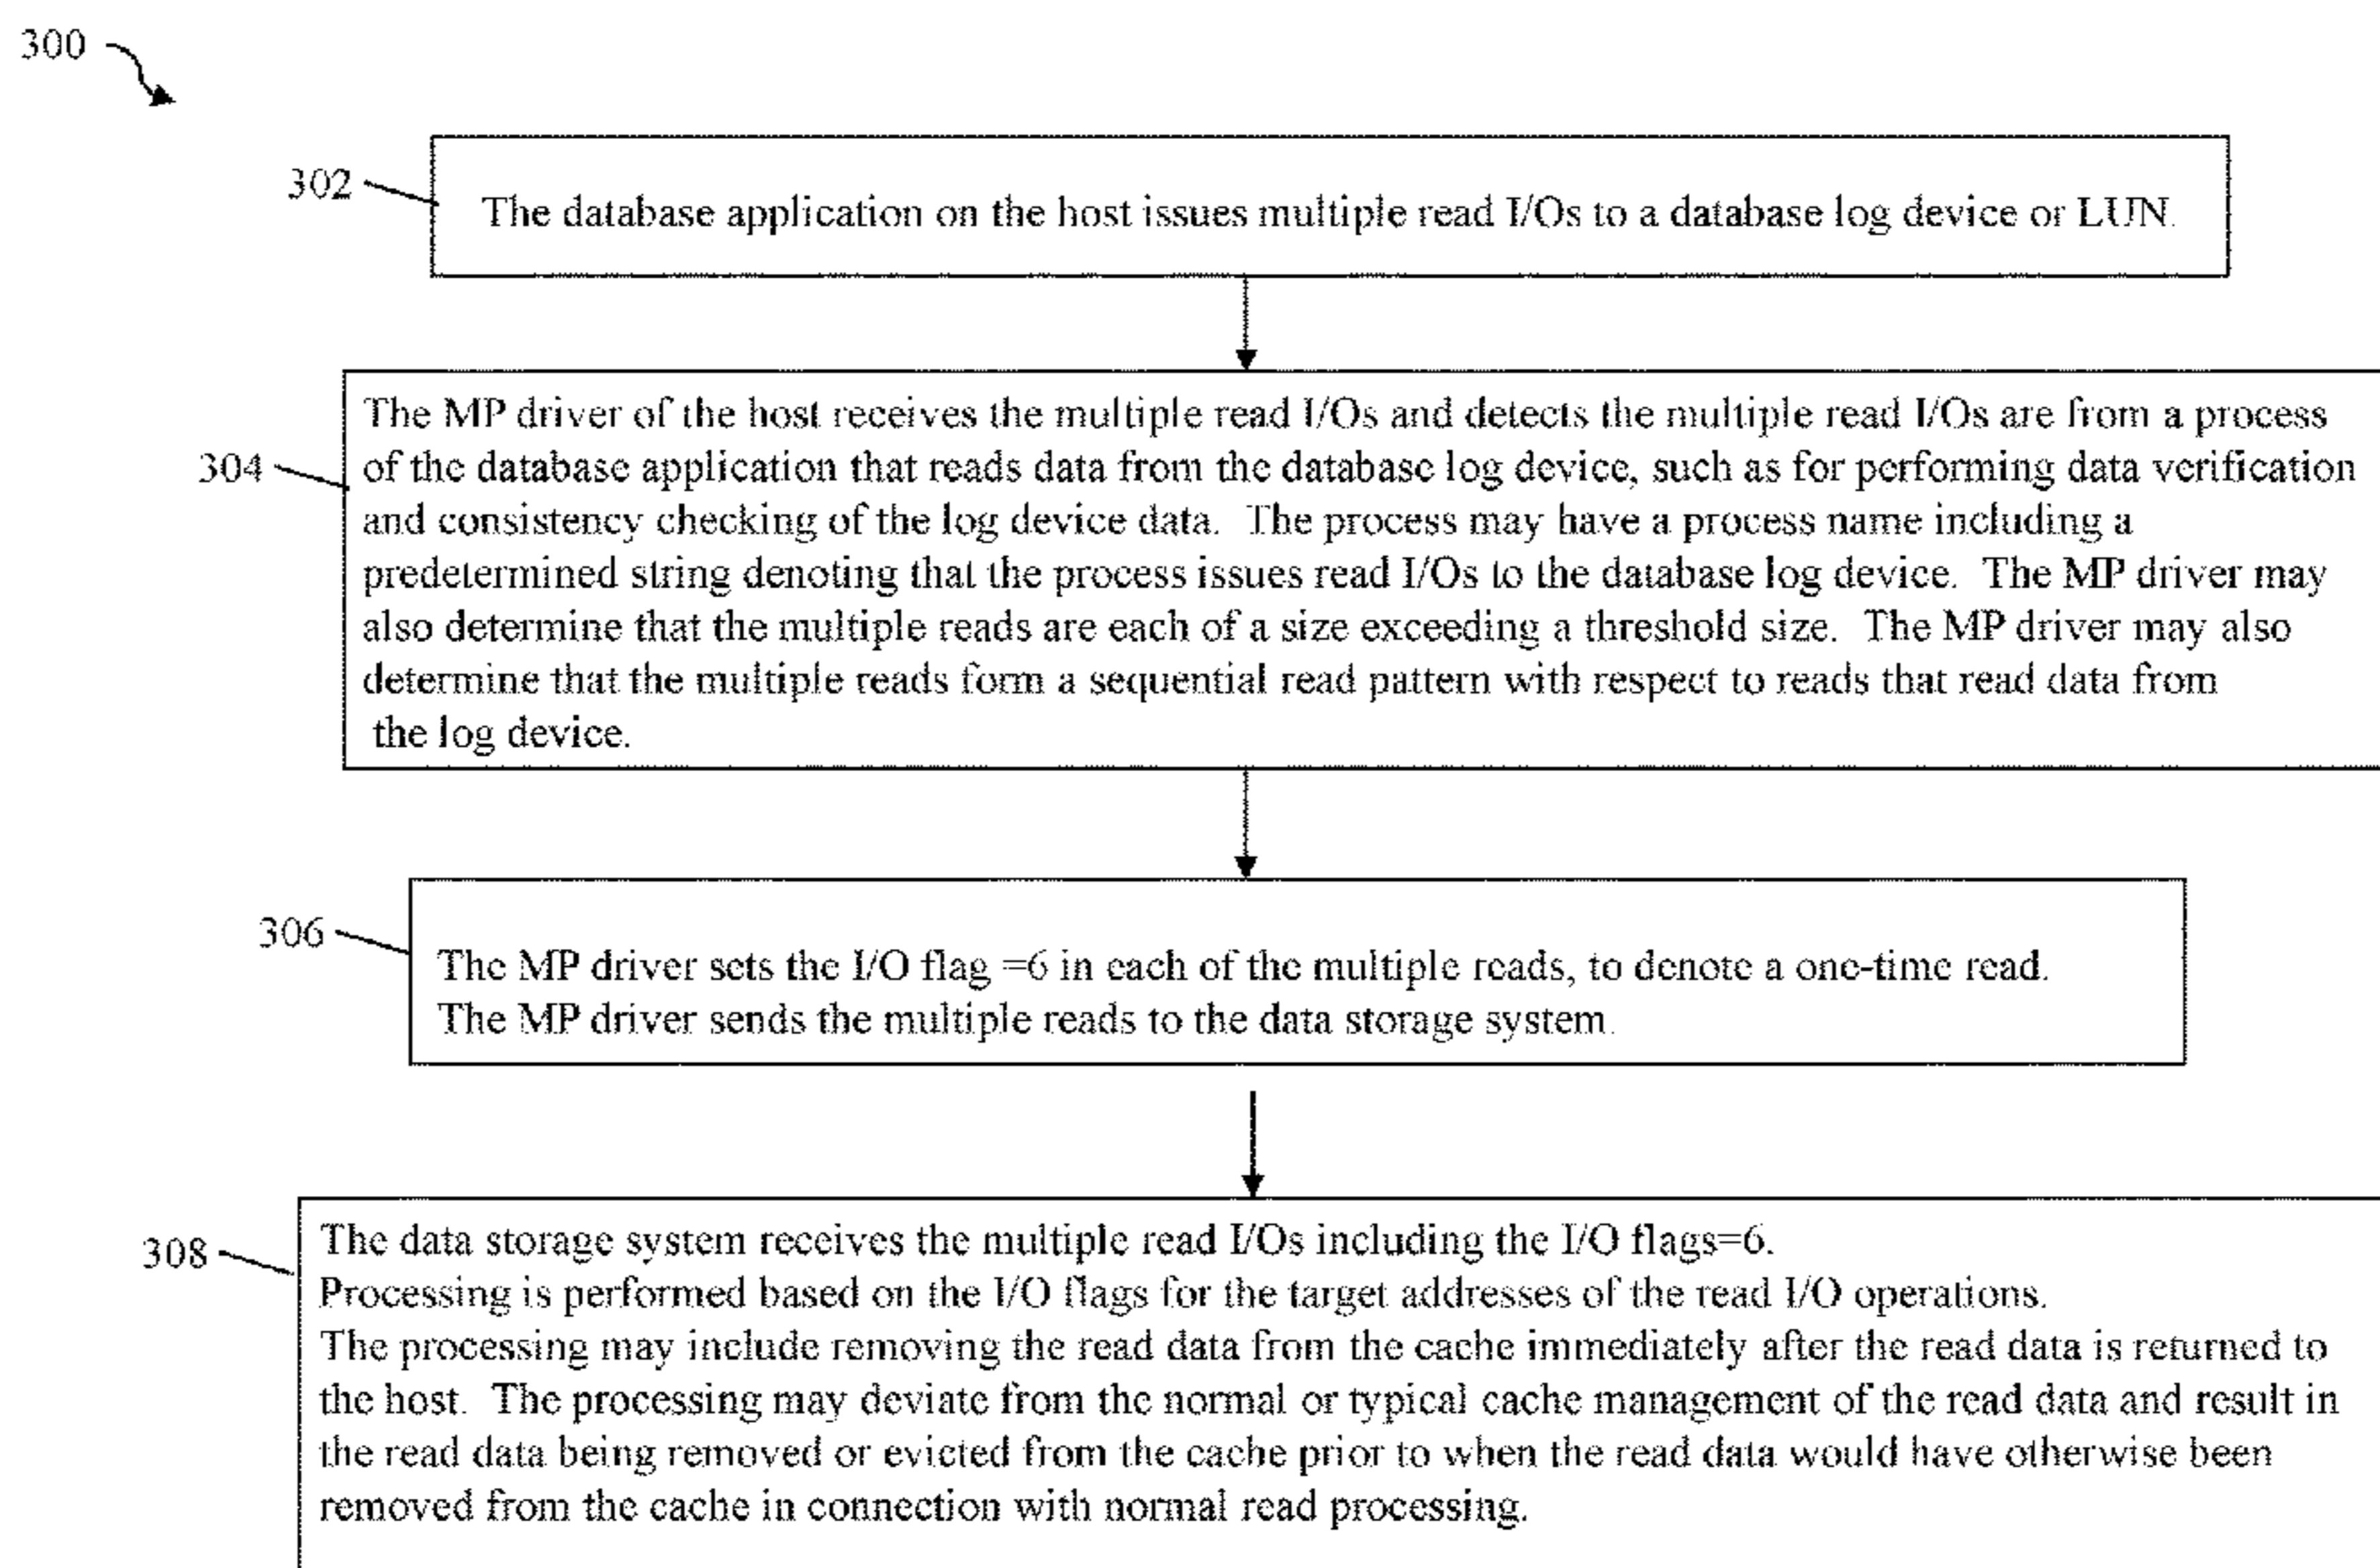 300
302
The database application on the host issues multiple read I/Os to a database log device or LUN.
304
The MP driver of the host receives the multiple read I/Os and detects the multiple read I/Os are from a process
of the database application that reads data from the database log device, such as for performing data verification
and consistency checking of the log device data.  The process may have a process name including a
predetermined string denoting that the process issues read I/Os to the database log device.  The MP driver may
also determine that the multiple reads are each of a size exceeding a threshold size.  The MP driver may also
determine that the multiple reads form a sequential read pattern with respect to reads that read data from
the log device.
306
The MP driver sets the I/O flag =6 in each of the multiple reads, to denote a one-time read.
The MP driver sends the multiple reads to the data storage system.
308
The data storage system receives the multiple read I/Os including the I/O flags=6.
Processing is performed based on the I/O flags for the target addresses of the read I/O operations.
The processing may include removing the read data from the cache immediately after the read data is returned to
the host.  The processing may deviate from the normal or typical cache management of the read data and result in
the read data being removed or evicted from the cache prior to when the read data would have otherwise been
removed from the cache in connection with normal read processing.